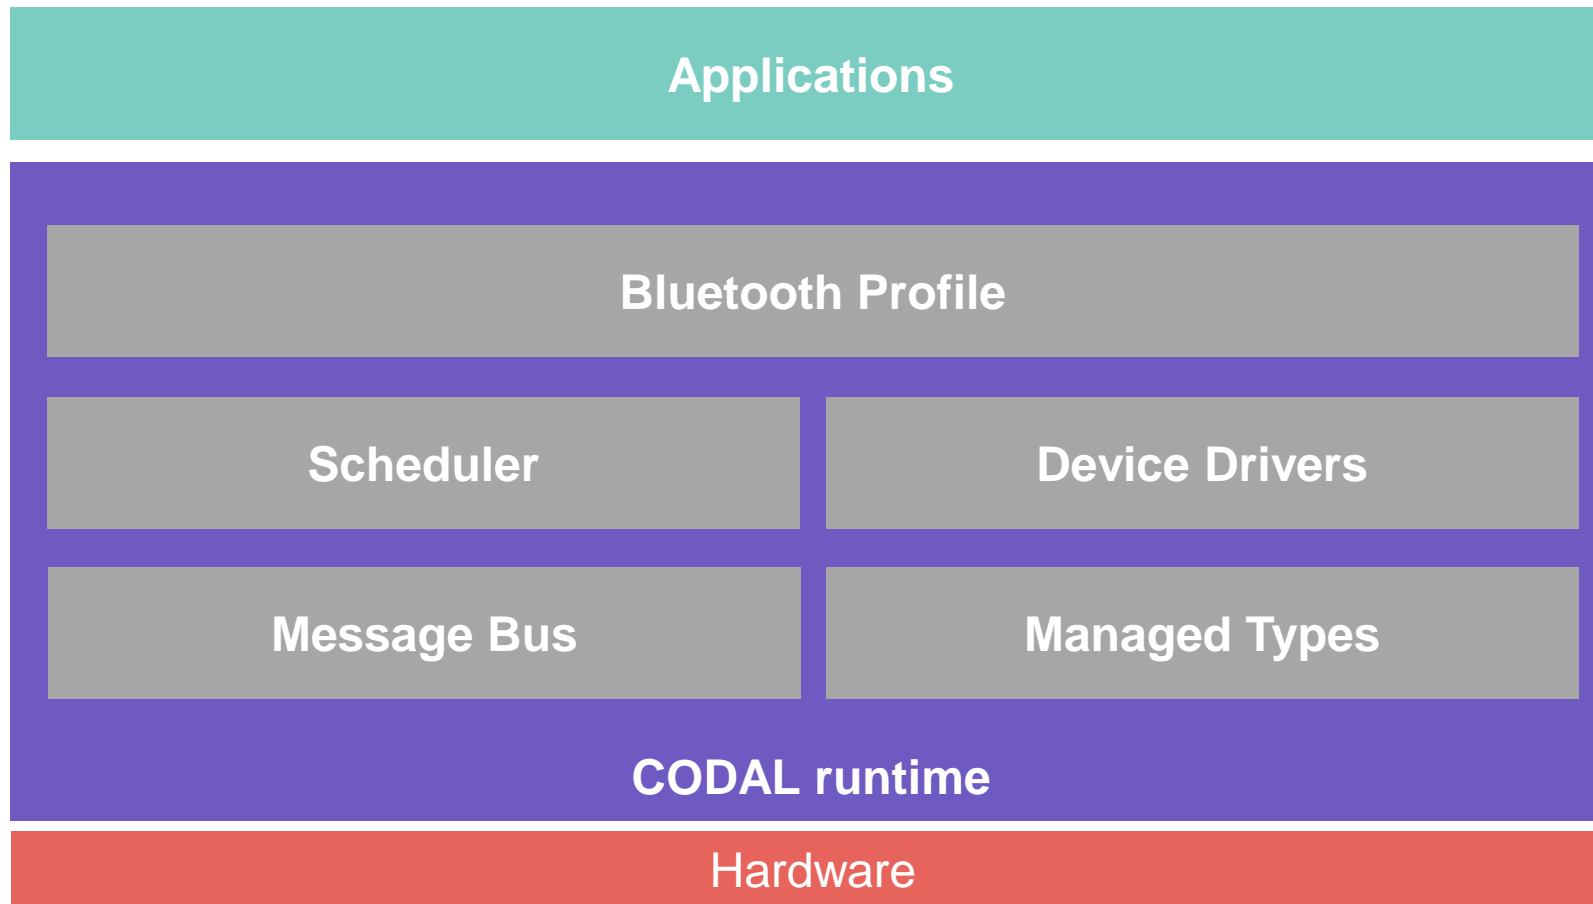 Applications
Bluetooth Profile
Scheduler
Device Drivers
Message Bus
Managed Types
CODAL runtime
Hardware